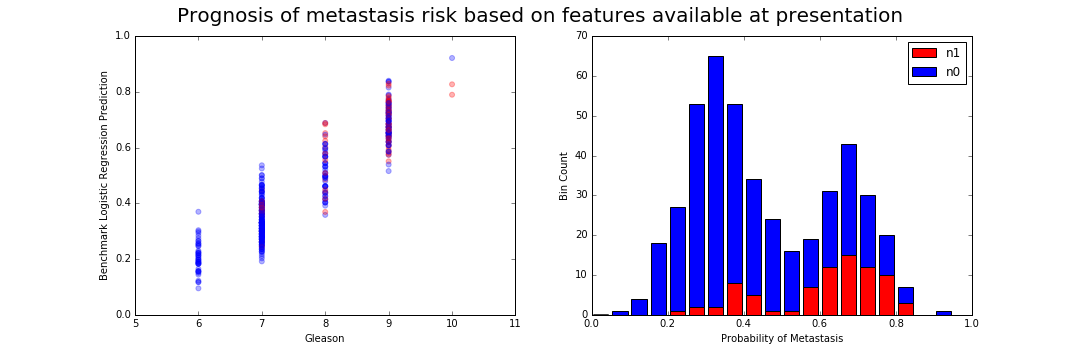 Prognosis of metastasis risk based on features available at presentation
1.0
0.8
0.6
0.4
0.2
0.0
Benchmark Logistic Regression Prediction
5 6 7 8 9 10 11
Gleason
70
60
50
40
30
20
10
0
Bin Count
n1
n0
0.0 0.2 0.4 0.6 0.8 1.0
Probability of Metastasis